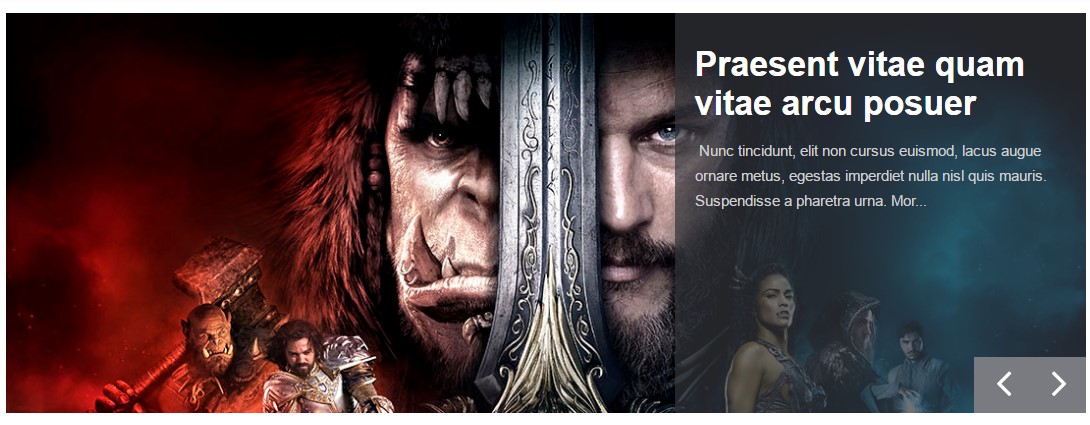 Praesent vitae quam
vitae arcu posuer
Nunc tincidunt, elit non cursus euismod, lacus augue
ornare metus, egestas imperdiet nulla nisl quis mauris.
Suspendisse a pharetra urna. Mor...